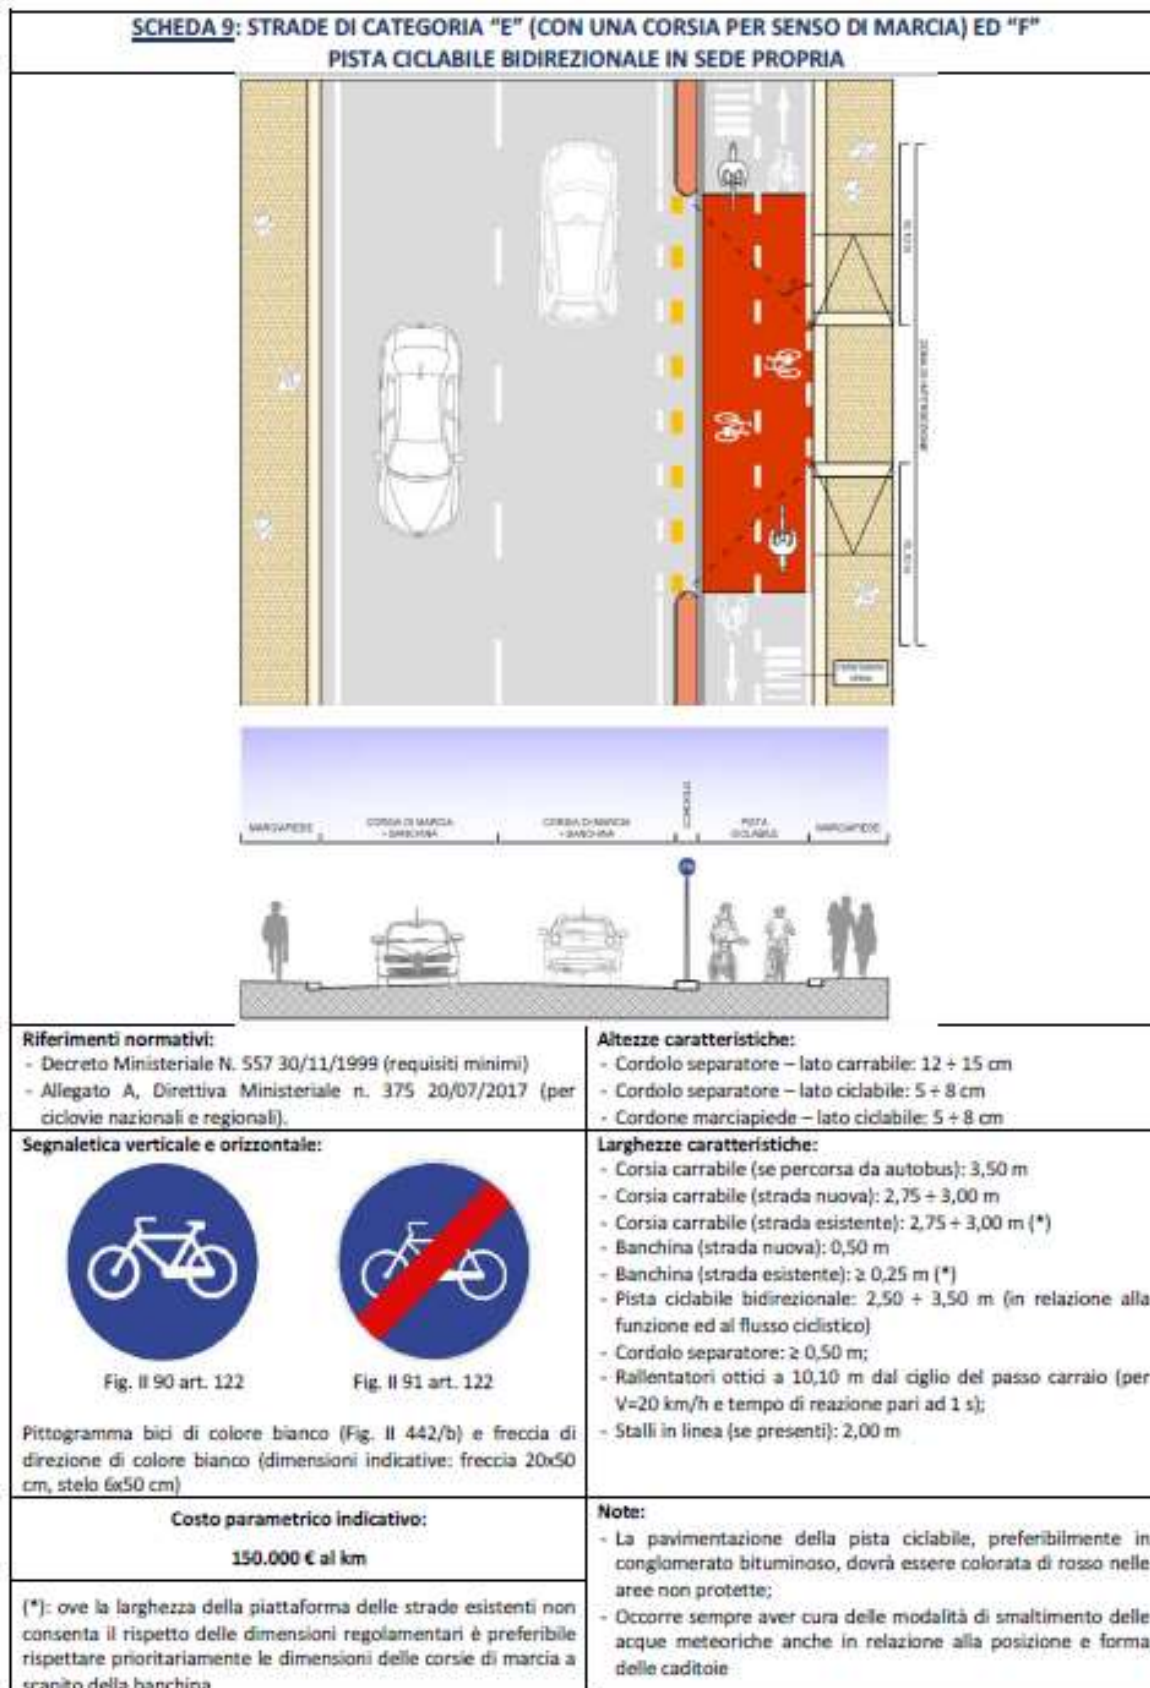 SCHEDA 9: STRADE DI CATEGORIA “E” (CON UNA CORSIA PER SENSO DI MARCIA) ED “F”
PISTA CICLABILE BIDIREZIONALE IN SEDE PROPRIA
MARCIAPIEDE
CORSIA DI MARCIA
+ BANCHINA
CORSIA DI MARCIA
+ BANCHINA
PISTA
CICLABILE
MARCIAPIEDE
Riferimenti normativi:
- Decreto Ministeriale N. 557 30/11/1999 (requisiti minimi)
- Allegato A, Direttiva Ministeriale n. 375 20/07/2017 (per
ciclovie nazionali e regionali).
Altezze caratteristiche:
- Cordolo separatore – lato carrabile: 12 ÷ 15 cm
- Cordolo separatore – lato ciclabile: 5 ÷ 8 cm
- Cordone marciapiede – lato ciclabile: 5 ÷ 8 cm
Segnaletica verticale e orizzontale:
Fig. II 90 art. 122
Fig. II 91 art. 122
Pittogramma bici di colore bianco (Fig. II 442/b) e freccia di
direzione di colore bianco (dimensioni indicative: freccia 20x50
cm, stelo 6x50 cm)
Larghezze caratteristiche:
- Corsia carrabile (se percorsa da autobus): 3,50 m
- Corsia carrabile (strada nuova): 2,75 ÷ 3,00 m
- Corsia carrabile (strada esistente): 2,75 ÷ 3,00 m (*)
- Banchina (strada nuova): 0,50 m
- Banchina (strada esistente): ≥ 0,25 m (*)
- Pista ciclabile bidirezionale: 2,50 ÷ 3,50 m (in relazione alla
funzione ed al flusso ciclistico)
- Cordolo separatore: ≥ 0,50 m;
- Rallentatori ottici a 10,10 m dal ciglio del passo carraio (per
V=20 km/h e tempo di reazione pari ad 1 s);
- Stalli in linea (se presenti): 2,00 m
Costo parametrico indicativo:
150.000 € al km
(*): ove la larghezza della piattaforma delle strade esistenti non
consenta il rispetto delle dimensioni regolamentari è preferibile
rispettare prioritariamente le dimensioni delle corsie di marcia a
scapito della banchina
Note:
- La pavimentazione della pista ciclabile, preferibilmente in
conglomerato bituminoso, dovrà essere colorata di rosso nelle
aree non protette;
- Occorre sempre aver cura delle modalità di smaltimento delle
acque meteoriche anche in relazione alla posizione e forma
delle caditoie